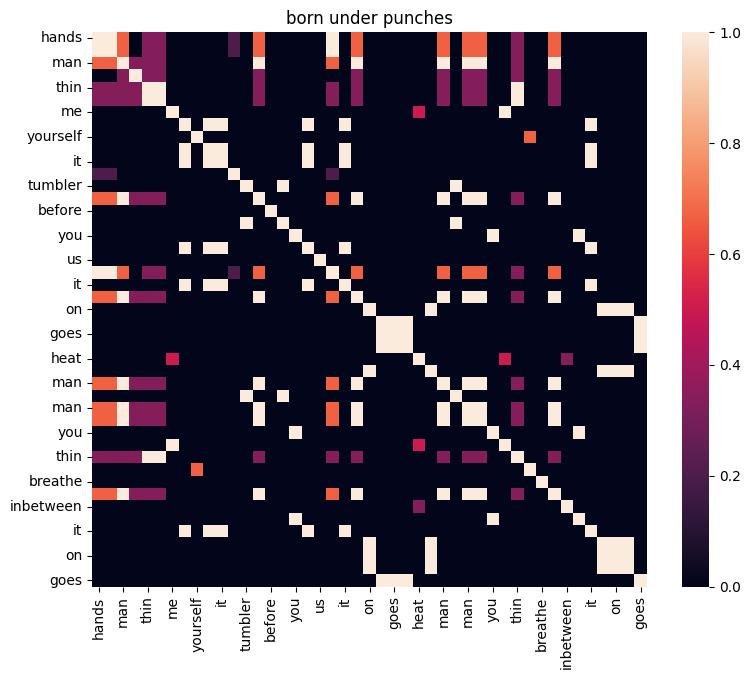 born under punches
hands
man
thin
me
yourself
it
tumbler
before
you
us
it
on
goes
heat
man
man
you
thin
breathe
inbetween
it
on
goes
hands
man
thin
me
yourself
it
tumbler
before
you
us
it
on
goes
heat
man
man
you
thin
breathe
inbetween
it
on
goes
1.0
0.8
0.6
0.4
0.2
0.0